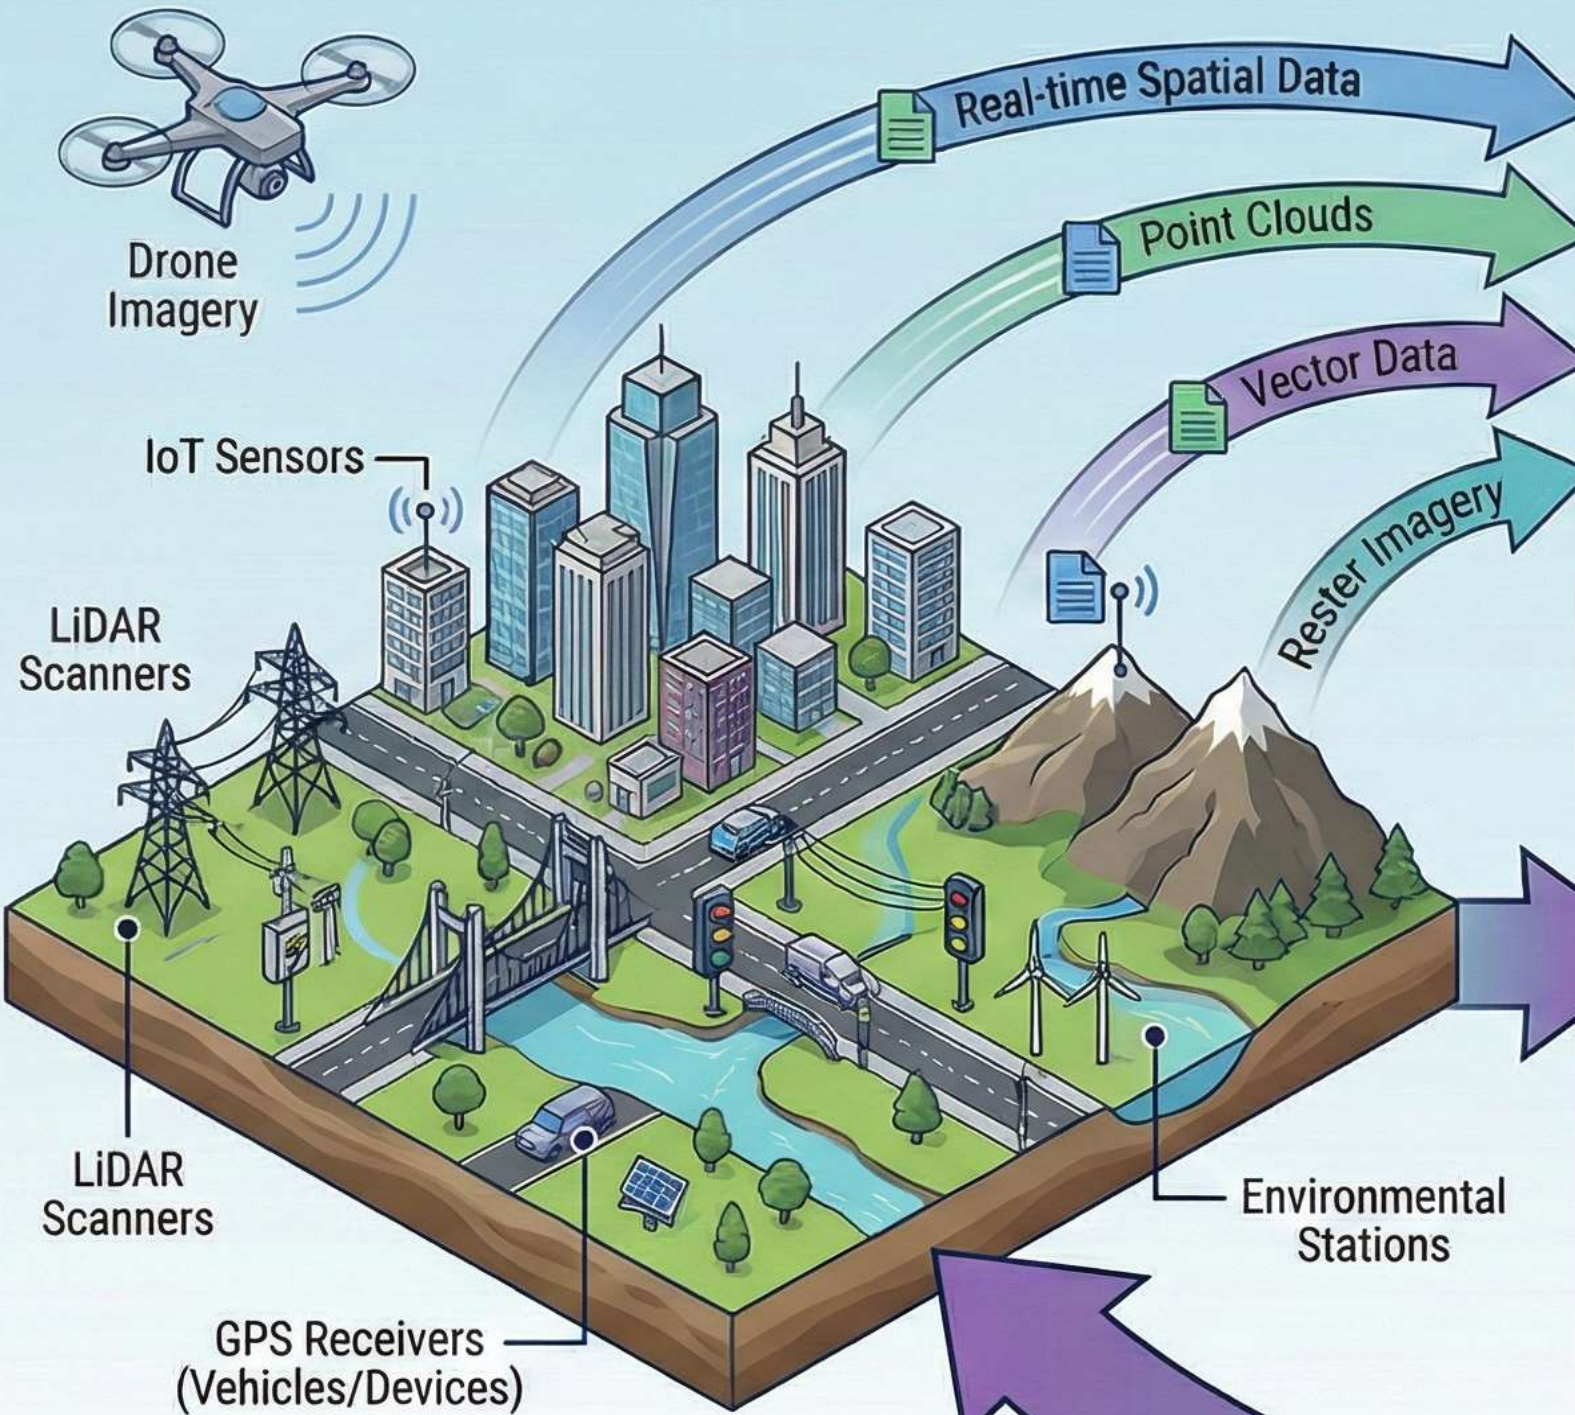 Real-time Spatial Data
Point Clouds
Drone
Imagery
Vector Data
IoT Sensors
Rester Imagery
LiDAR
Scanners
LiDAR
Scanners
Environmental
Stations
GPS Receivers
(Vehicles/Devices)